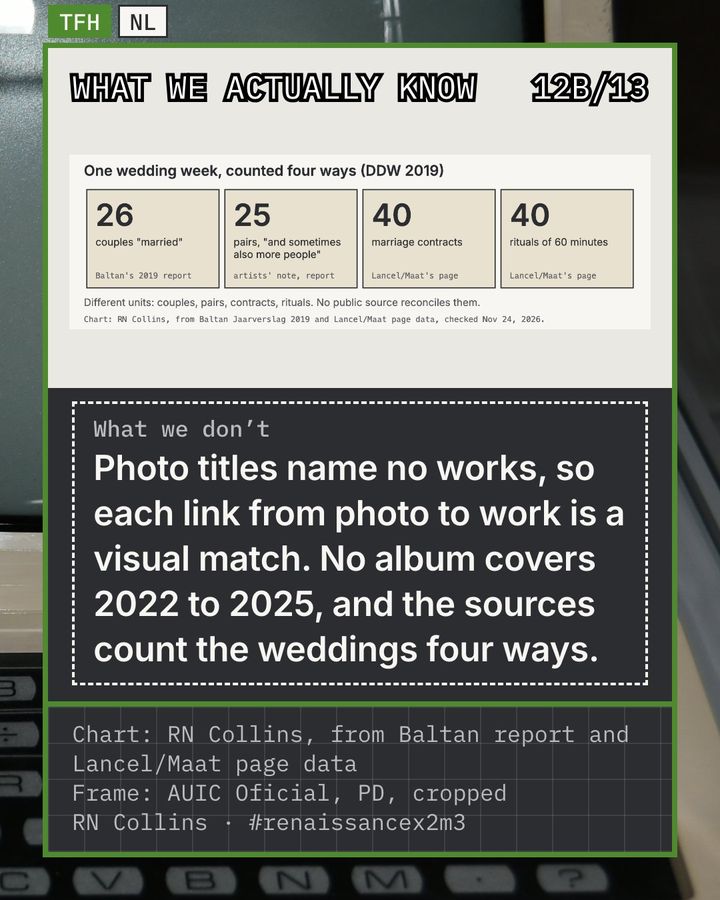 TFH NL
WHAT WE ACTUALLY KNOW 12B/13
One wedding week, counted four ways (DDW 2019)
26
couples "married"
Baltan's 2019 report
25
pairs, "and sometimes
also more people"
artists' note, report
40
marriage contracts
Lancel/Maat's page
40
rituals of 60 minutes
Lancel/Maat's page
Different units: couples, pairs, contracts, rituals. No public source reconciles them.
Chart: RN Collins, from Baltan Jaarverslag 2019 and Lancel/Maat page data, checked Nov 24, 2026.
What we don’t
Photo titles name no works, so
each link from photo to work is a
visual match. No album covers
2022 to 2025, and the sources
count the weddings four ways.
Chart: RN Collins, from Baltan report and
Lancel/Maat page data
Frame: AUIC Oficial, PD, cropped
RN Collins · #renaissancex2m3
B
÷
R
C V B N M . ?